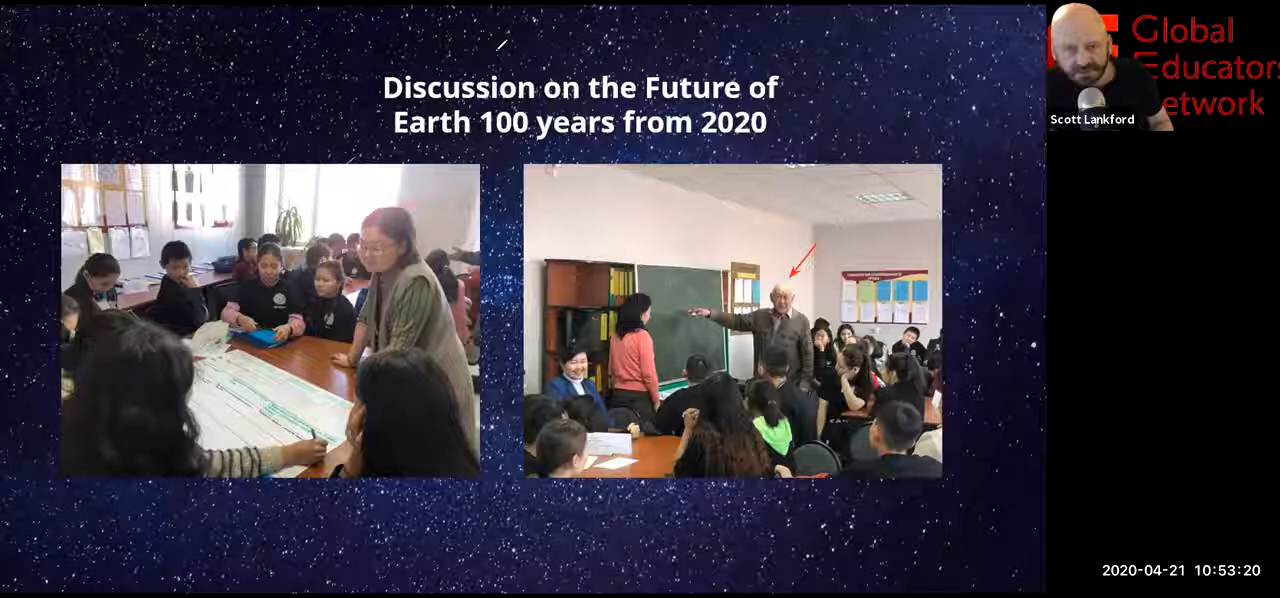 Discussion on the Future of
Earth 100 years from 2020
Global
Educators
etwork
Scott Lankford
2020-04-21 10:53:20